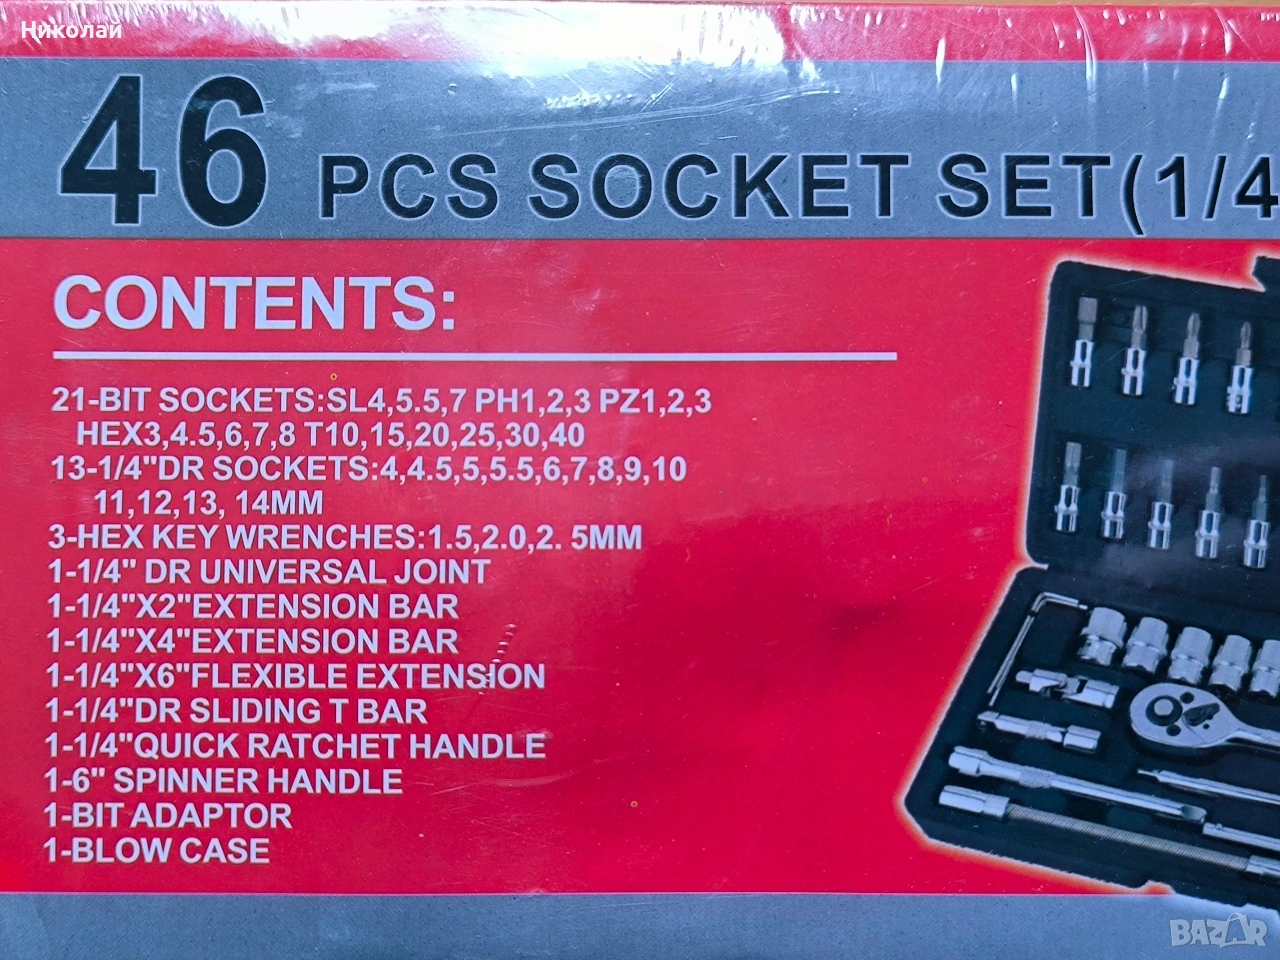 Николай
46 PCS SOCKET SET(1/4
CONTENTS:
21-BIT SOCKETS:SL4,5.5,7 PH1,2,3 PZ1,2,3
HEX3,4.5,6,7,8 T10,15,20,25,30,40
13-1/4"DR SOCKETS:4,4.5,5,5.5,6,7,8,9,10
11,12,13, 14MM
3-HEX KEY WRENCHES:1.5,2.0,2. 5MM
1-1/4" DR UNIVERSAL JOINT
1-1/4"X2"EXTENSION BAR
1-1/4"X4"EXTENSION BAR
1-1/4"X6"FLEXIBLE EXTENSION
1-1/4"DR SLIDING T BAR
1-1/4"QUICK RATCHET HANDLE
1-6" SPINNER HANDLE
1-BIT ADAPTOR
1-BLOW CASE
BAZAR